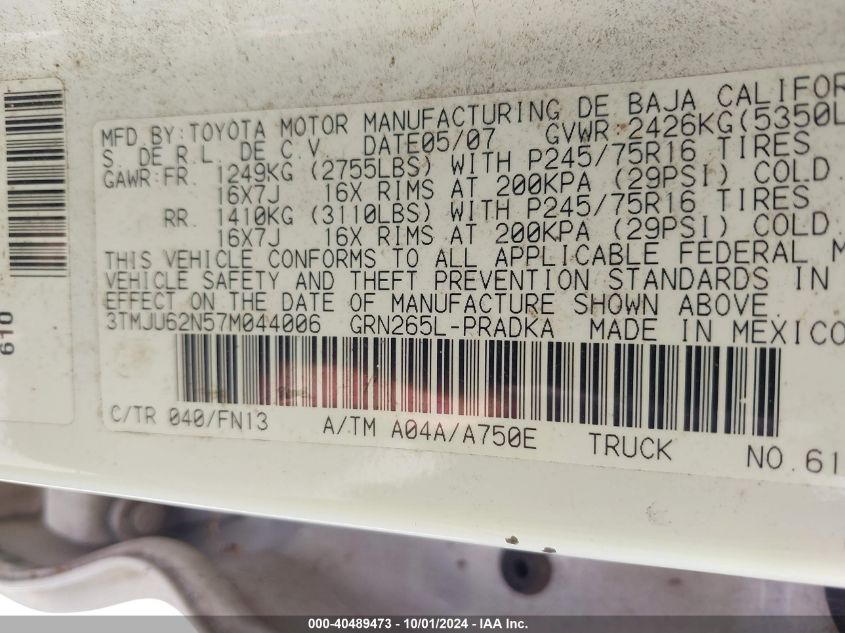 MFD BY:TOYOTA MOTOR MANUFACTURING DE BAJA CALIFOR
S. DE R.L. DE C.V. DATE05/07 GVWR 2426KG(5350L
GAWR:FR. 1249KG (2755LBS) WITH P245/75R16 TIRES
16X7J 16X RIMS AT 200KPA (29PSI) COLD.
RR. 1410KG (3110LBS) WITH P245/75R16 TIRES
16X7J 16X RIMS AT 200KPA (29PSI) COLD.
THIS VEHICLE CONFORMS TO ALL APPLICABLE FEDERAL M
VEHICLE SAFETY AND THEFT PREVENTION STANDARDS IN
EFFECT ON THE DATE OF MANUFACTURE SHOWN ABOVE.
3TMJU62N57M044006 GRN265L-PRADKA MADE IN MEXICO
C/TR 040/FN13 A/TM A04A/A750E TRUCK NO.61
610
000-40489473 - 10/01/2024 - IAA Inc.